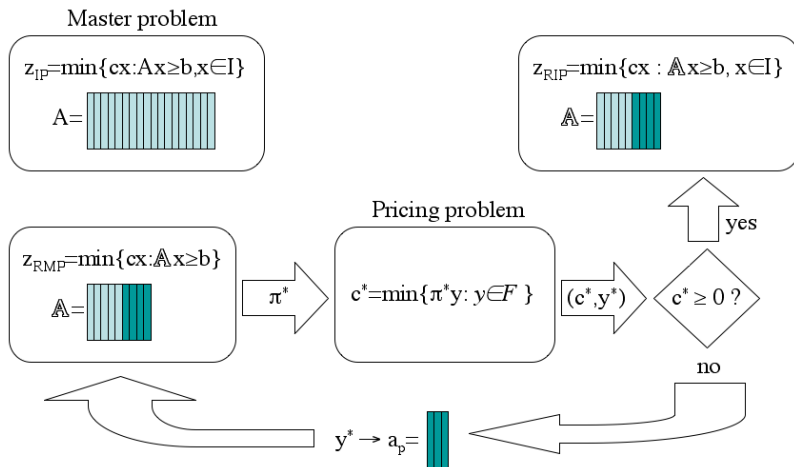 Master problem
z_IP=min{cx:Ax≥b,x∈I}
A=
z_RIP=min{cx : 𝔸x≥b, x∈I}
𝔸=
Pricing problem
yes
z_RMP=min{cx:𝔸x≥b}
𝔸=
π*
c*=min{π*y: y∈F }
(c*,y*)
c* ≥ 0 ?
no
y* → a_p=